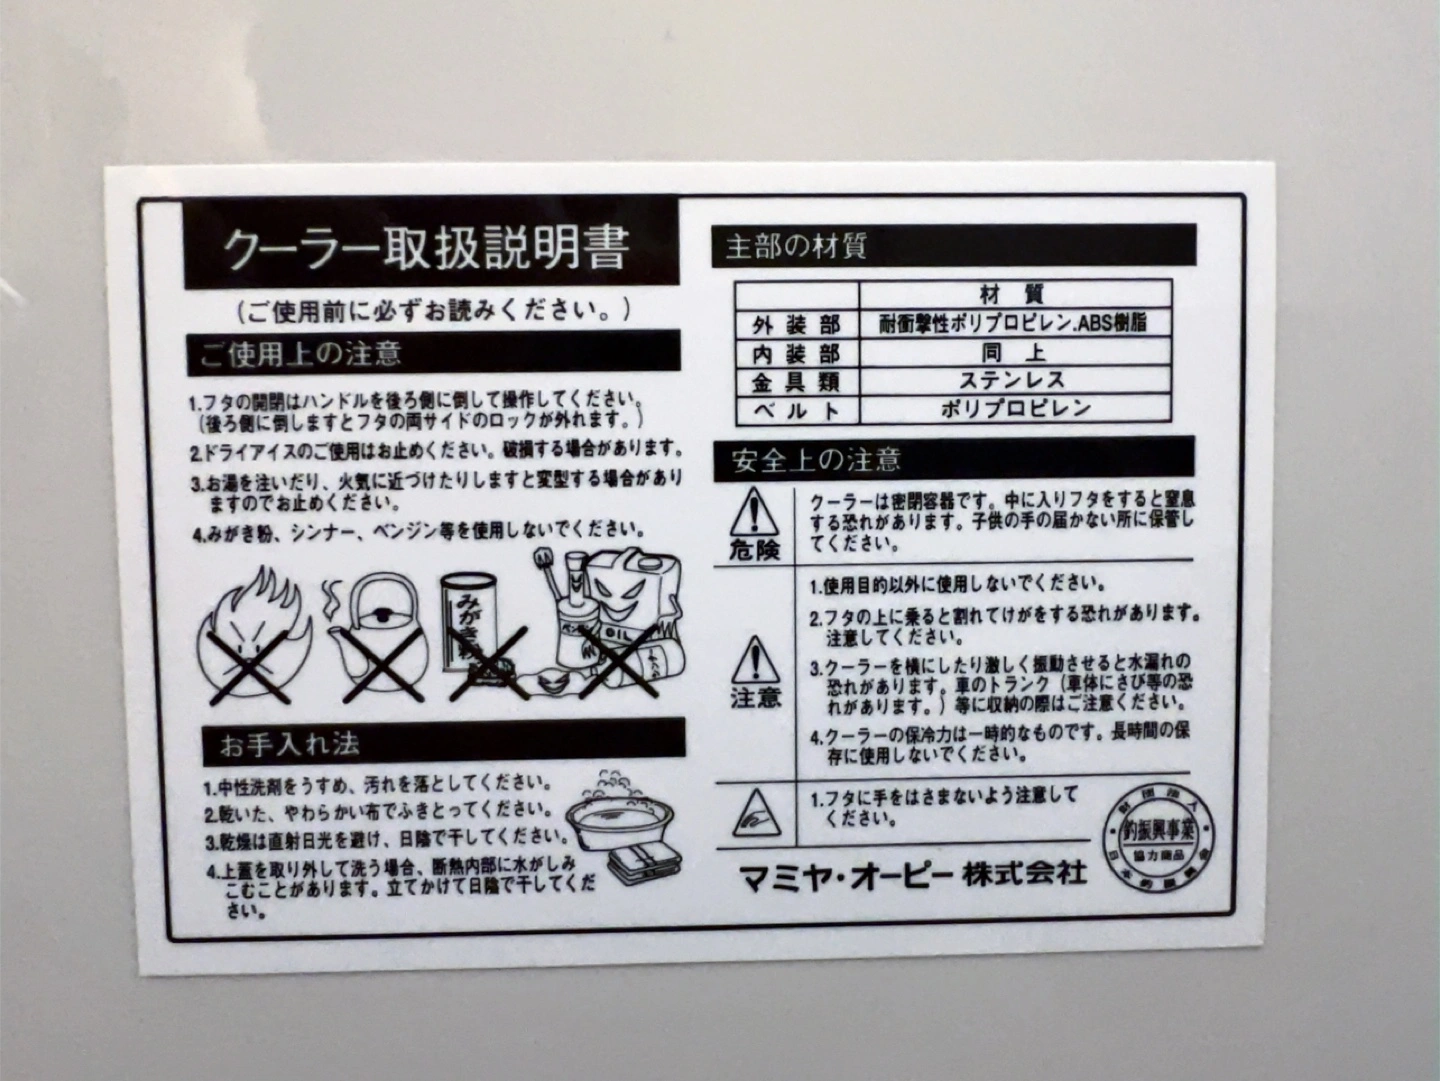 クーラー取扱説明書
(ご使用前に必ずお読みください。)
ご使用上の注意
1.フタの開閉はハンドルを後ろ側に倒して操作してください。
(後ろ側に倒しますとフタの両サイドのロックが外れます。)
2.ドライアイスのご使用はお止めください。破損する場合があります。
3.お湯を注いだり、火気に近づけたりしますと変型する場合があり
ますのでお止めください。
4.みがき粉、シンナー、ベンジン等を使用しないでください。
みがき粉
OIL
お手入れ法
1.中性洗剤をうすめ、汚れを落としてください。
2.乾いた、やわらかい布でふきとってください。
3.乾燥は直射日光を避け、日陰で干してください。
4.上蓋を取り外して洗う場合、断熱内部に水がしみ
こむことがあります。立てかけて日陰で干してくだ
さい。
主部の材質
材質
外装部 耐衝撃性ポリプロピレン.ABS樹脂
内装部 同上
金具類 ステンレス
ベルト ポリプロピレン
安全上の注意
危険
クーラーは密閉容器です。中に入りフタをすると窒息
する恐れがあります。子供の手の届かない所に保管し
てください。
注意
1.使用目的以外に使用しないでください。
2.フタの上に乗ると割れてけがをする恐れがあります。
注意してください。
3.クーラーを横にしたり激しく振動させると水漏れの
恐れがあります。車のトランク(車体にさび等の恐
れがあります。)等に収納の際はご注意ください。
4.クーラーの保冷力は一時的なものです。長時間の保
存に使用しないでください。
1.フタに手をはさまないよう注意して
ください。
マミヤ・オーピー株式会社
財団法人
釣振興事業
協力商品